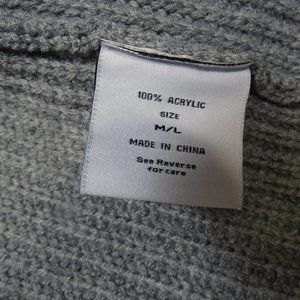 100% ACRYLIC
SIZE
M/L
MADE IN CHINA
See Reverse
for care